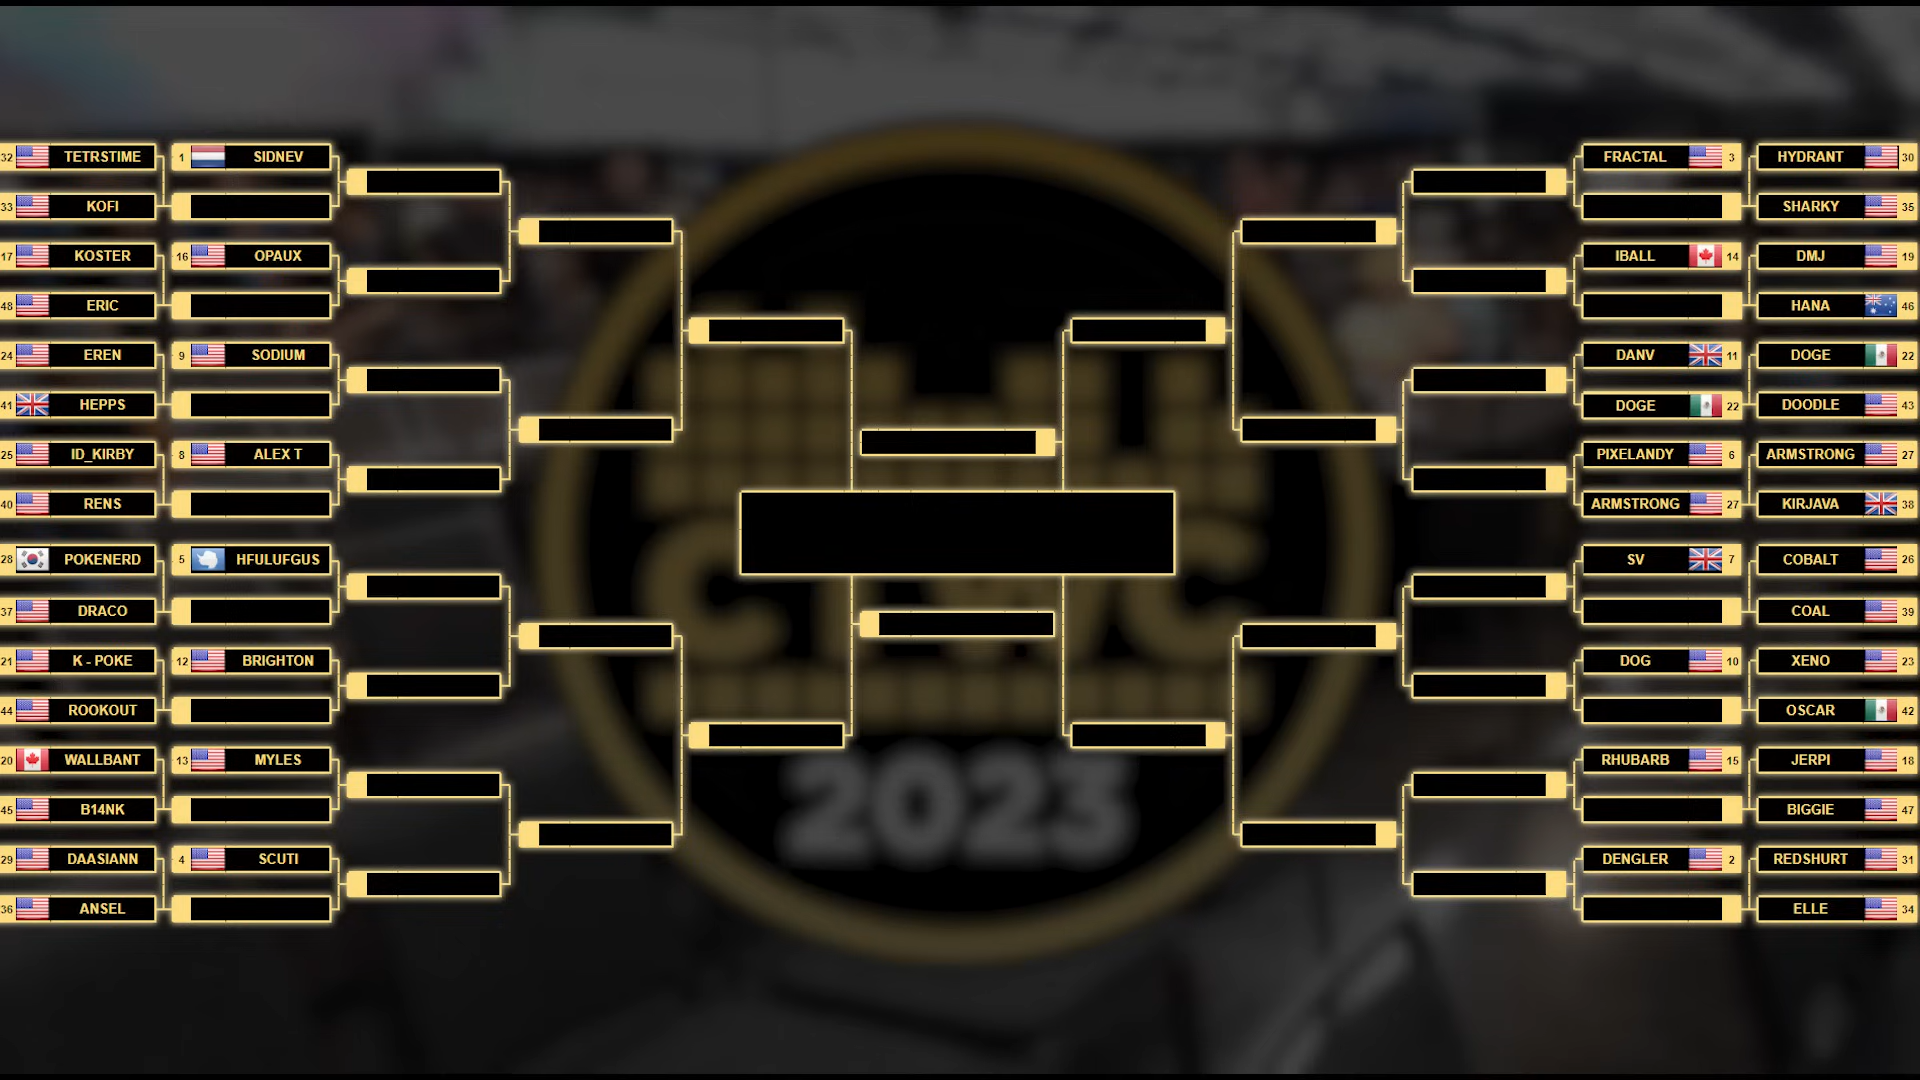 32 TETRSTIME
1 SIDNEV
33 KOFI
17 KOSTER
16 OPAUX
48 ERIC
24 EREN
9 SODIUM
41 HEPPS
25 ID_KIRBY
8 ALEX T
40 RENS
28 POKENERD
5 HFULUFGUS
37 DRACO
21 K - POKE
12 BRIGHTON
44 ROOKOUT
20 WALLBANT
13 MYLES
45 B14NK
29 DAASIANN
4 SCUTI
36 ANSEL
CTWC
2023
FRACTAL 3
HYDRANT 30
SHARKY 35
IBALL 14
DMJ 19
HANA 46
DANV 11
DOGE 22
DOGE 22
DOODLE 43
PIXELANDY 6
ARMSTRONG 27
ARMSTRONG 27
KIRJAVA 38
SV 7
COBALT 26
COAL 39
DOG 10
XENO 23
OSCAR 42
RHUBARB 15
JERPI 18
BIGGIE 47
DENGLER 2
REDSHURT 31
ELLE 34